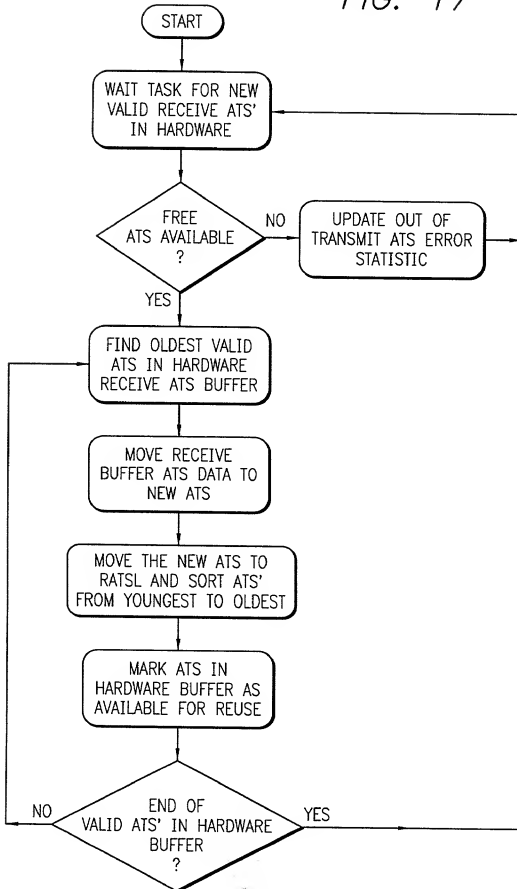 FIG. 19
START
WAIT TASK FOR NEW
VALID RECEIVE ATS'
IN HARDWARE
FREE
ATS AVAILABLE
?
NO
UPDATE OUT OF
TRANSMIT ATS ERROR
STATISTIC
YES
FIND OLDEST VALID
ATS IN HARDWARE
RECEIVE ATS BUFFER
MOVE RECEIVE
BUFFER ATS DATA TO
NEW ATS
MOVE THE NEW ATS TO
RATSL AND SORT ATS'
FROM YOUNGEST TO OLDEST
MARK ATS IN
HARDWARE BUFFER AS
AVAILABLE FOR REUSE
NO
END OF
VALID ATS' IN HARDWARE
BUFFER
?
YES